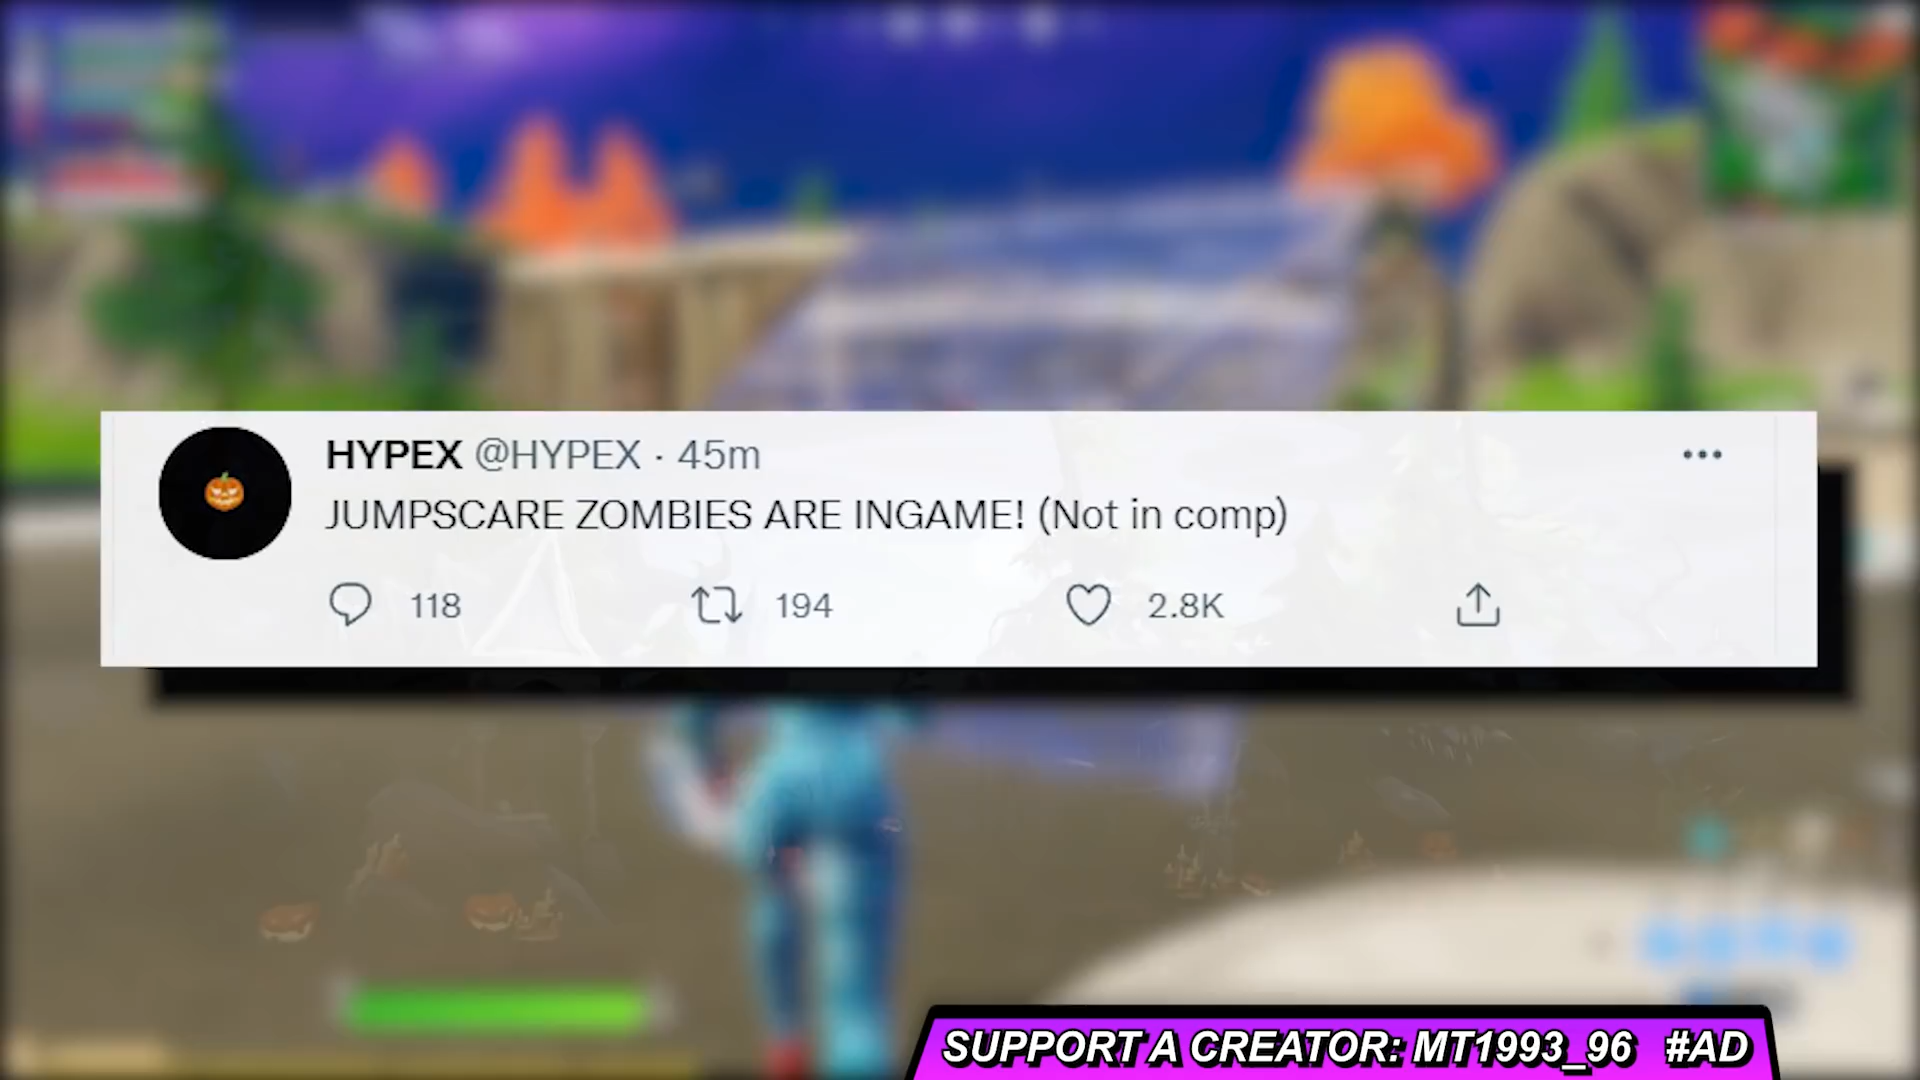 HYPEX @HYPEX · 45m
JUMPSCARE ZOMBIES ARE INGAME! (Not in comp)
118 194 2.8K
SUPPORT A CREATOR: MT1993_96 #AD